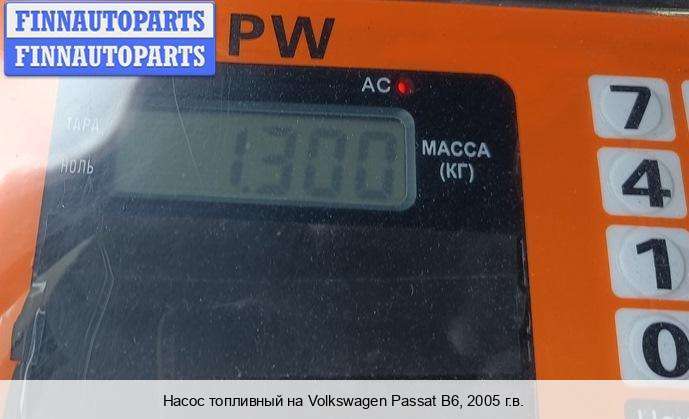 FINNAUTOPARTS
FINNAUTOPARTS
PW
AC
7
ТАРА
1.300
МАССА
(КГ)
НОЛЬ
4
1
0
Насос топливный на Volkswagen Passat B6, 2005 г.в.